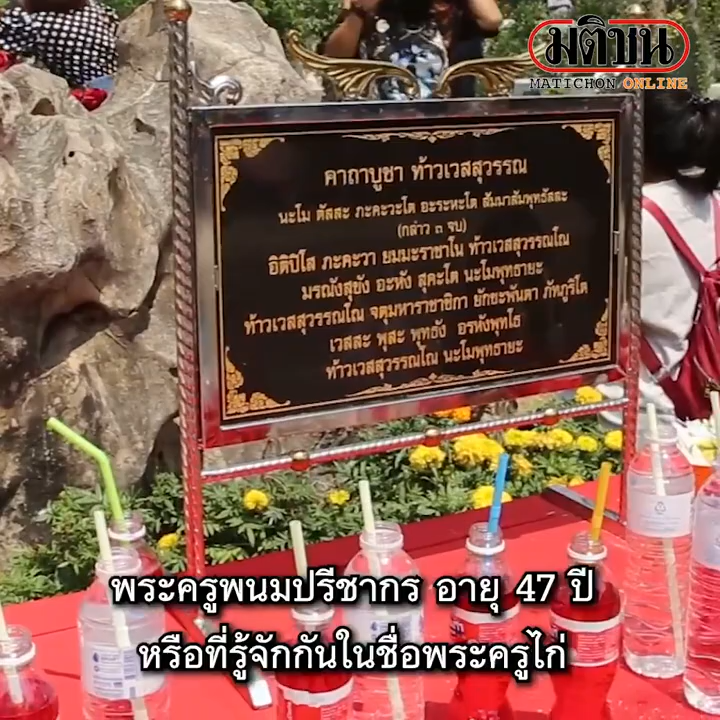 มติชน
MATICHON ONLINE
คาถาบูชา ท้าวเวสสุวรรณ
นะโม ตัสสะ ภะคะวะโต อะระหะโต สัมมาสัมพุทธัสสะ
(กล่าว ๓ จบ)
อิติปิโส ภะคะวา ยมมะราชาโน ท้าวเวสสุวรรณโณ
มรณังสุขัง อะหัง สุคะโต นะโมพุทธายะ
ท้าวเวสสุวรรณโณ จตุมหาราชาชิกา ยักขะพันตา ภัทภูริโต
เวสสะ พุสะ พุทธัง อรหังพุทโธ
ท้าวเวสสุวรรณโณ นะโมพุทธายะ
พระครูพนมปรีชากร อายุ 47 ปี
หรือที่รู้จักกันในชื่อพระครูไก่